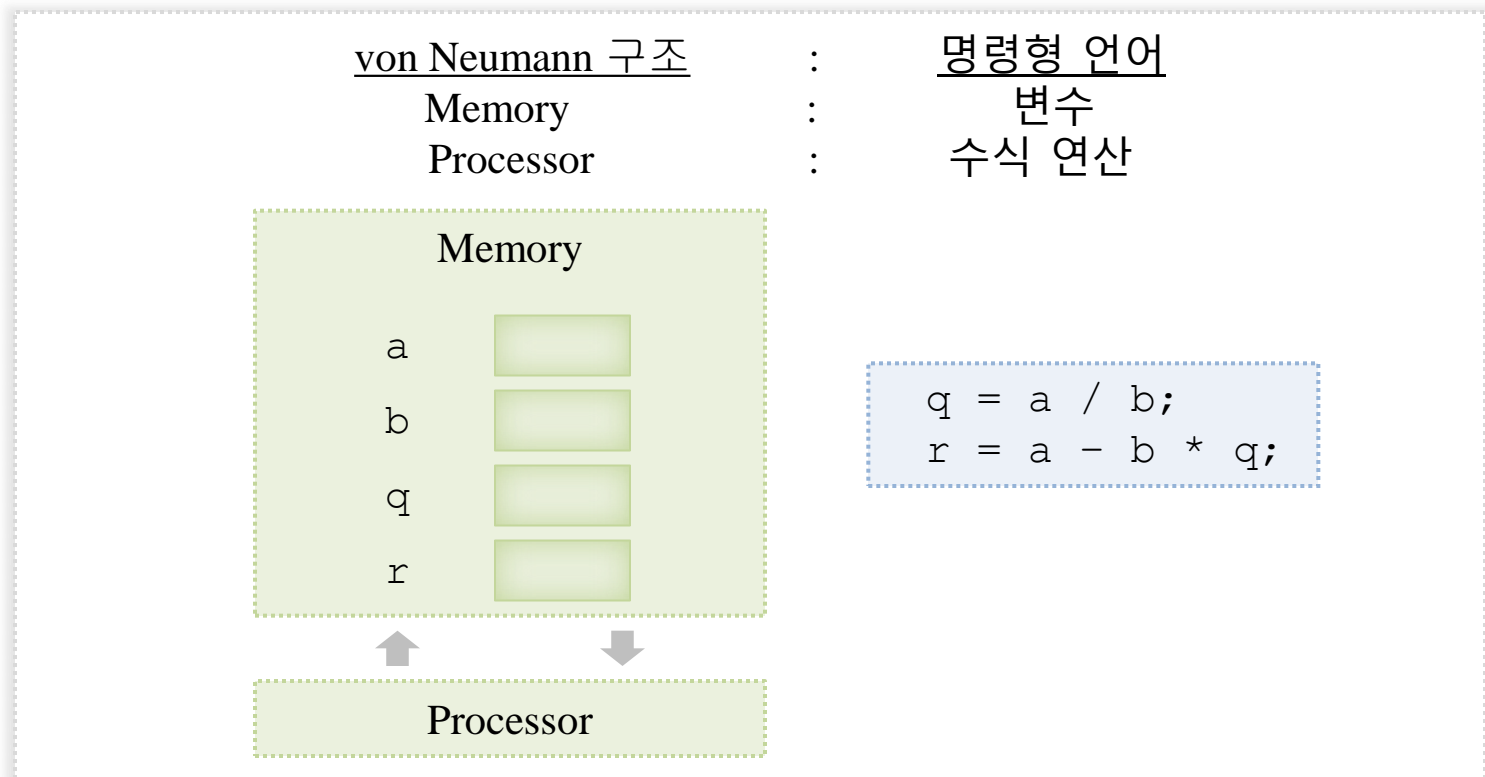 von Neumann 구조 : 명령형 언어
Memory : 변수
Processor : 수식 연산
Memory
a
b
q
r
q = a / b;
r = a – b * q;
Processor